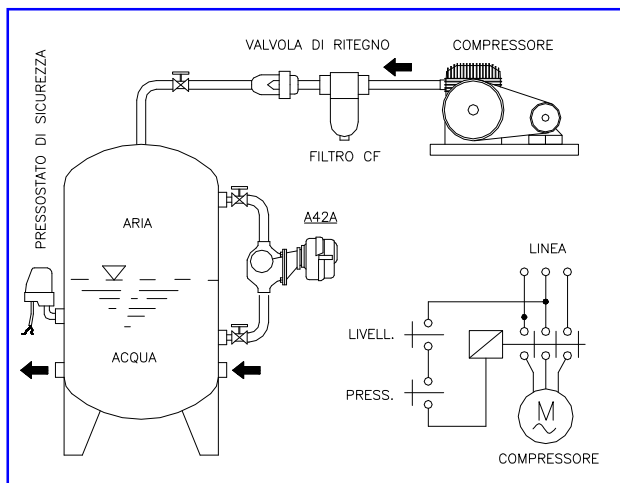 VALVOLA DI RITEGNO
COMPRESSORE
PRESSOSTATO DI SICUREZZA
FILTRO CF
ARIA
A42A
LINEA
LIVELL.
ACQUA
PRESS.
M
COMPRESSORE